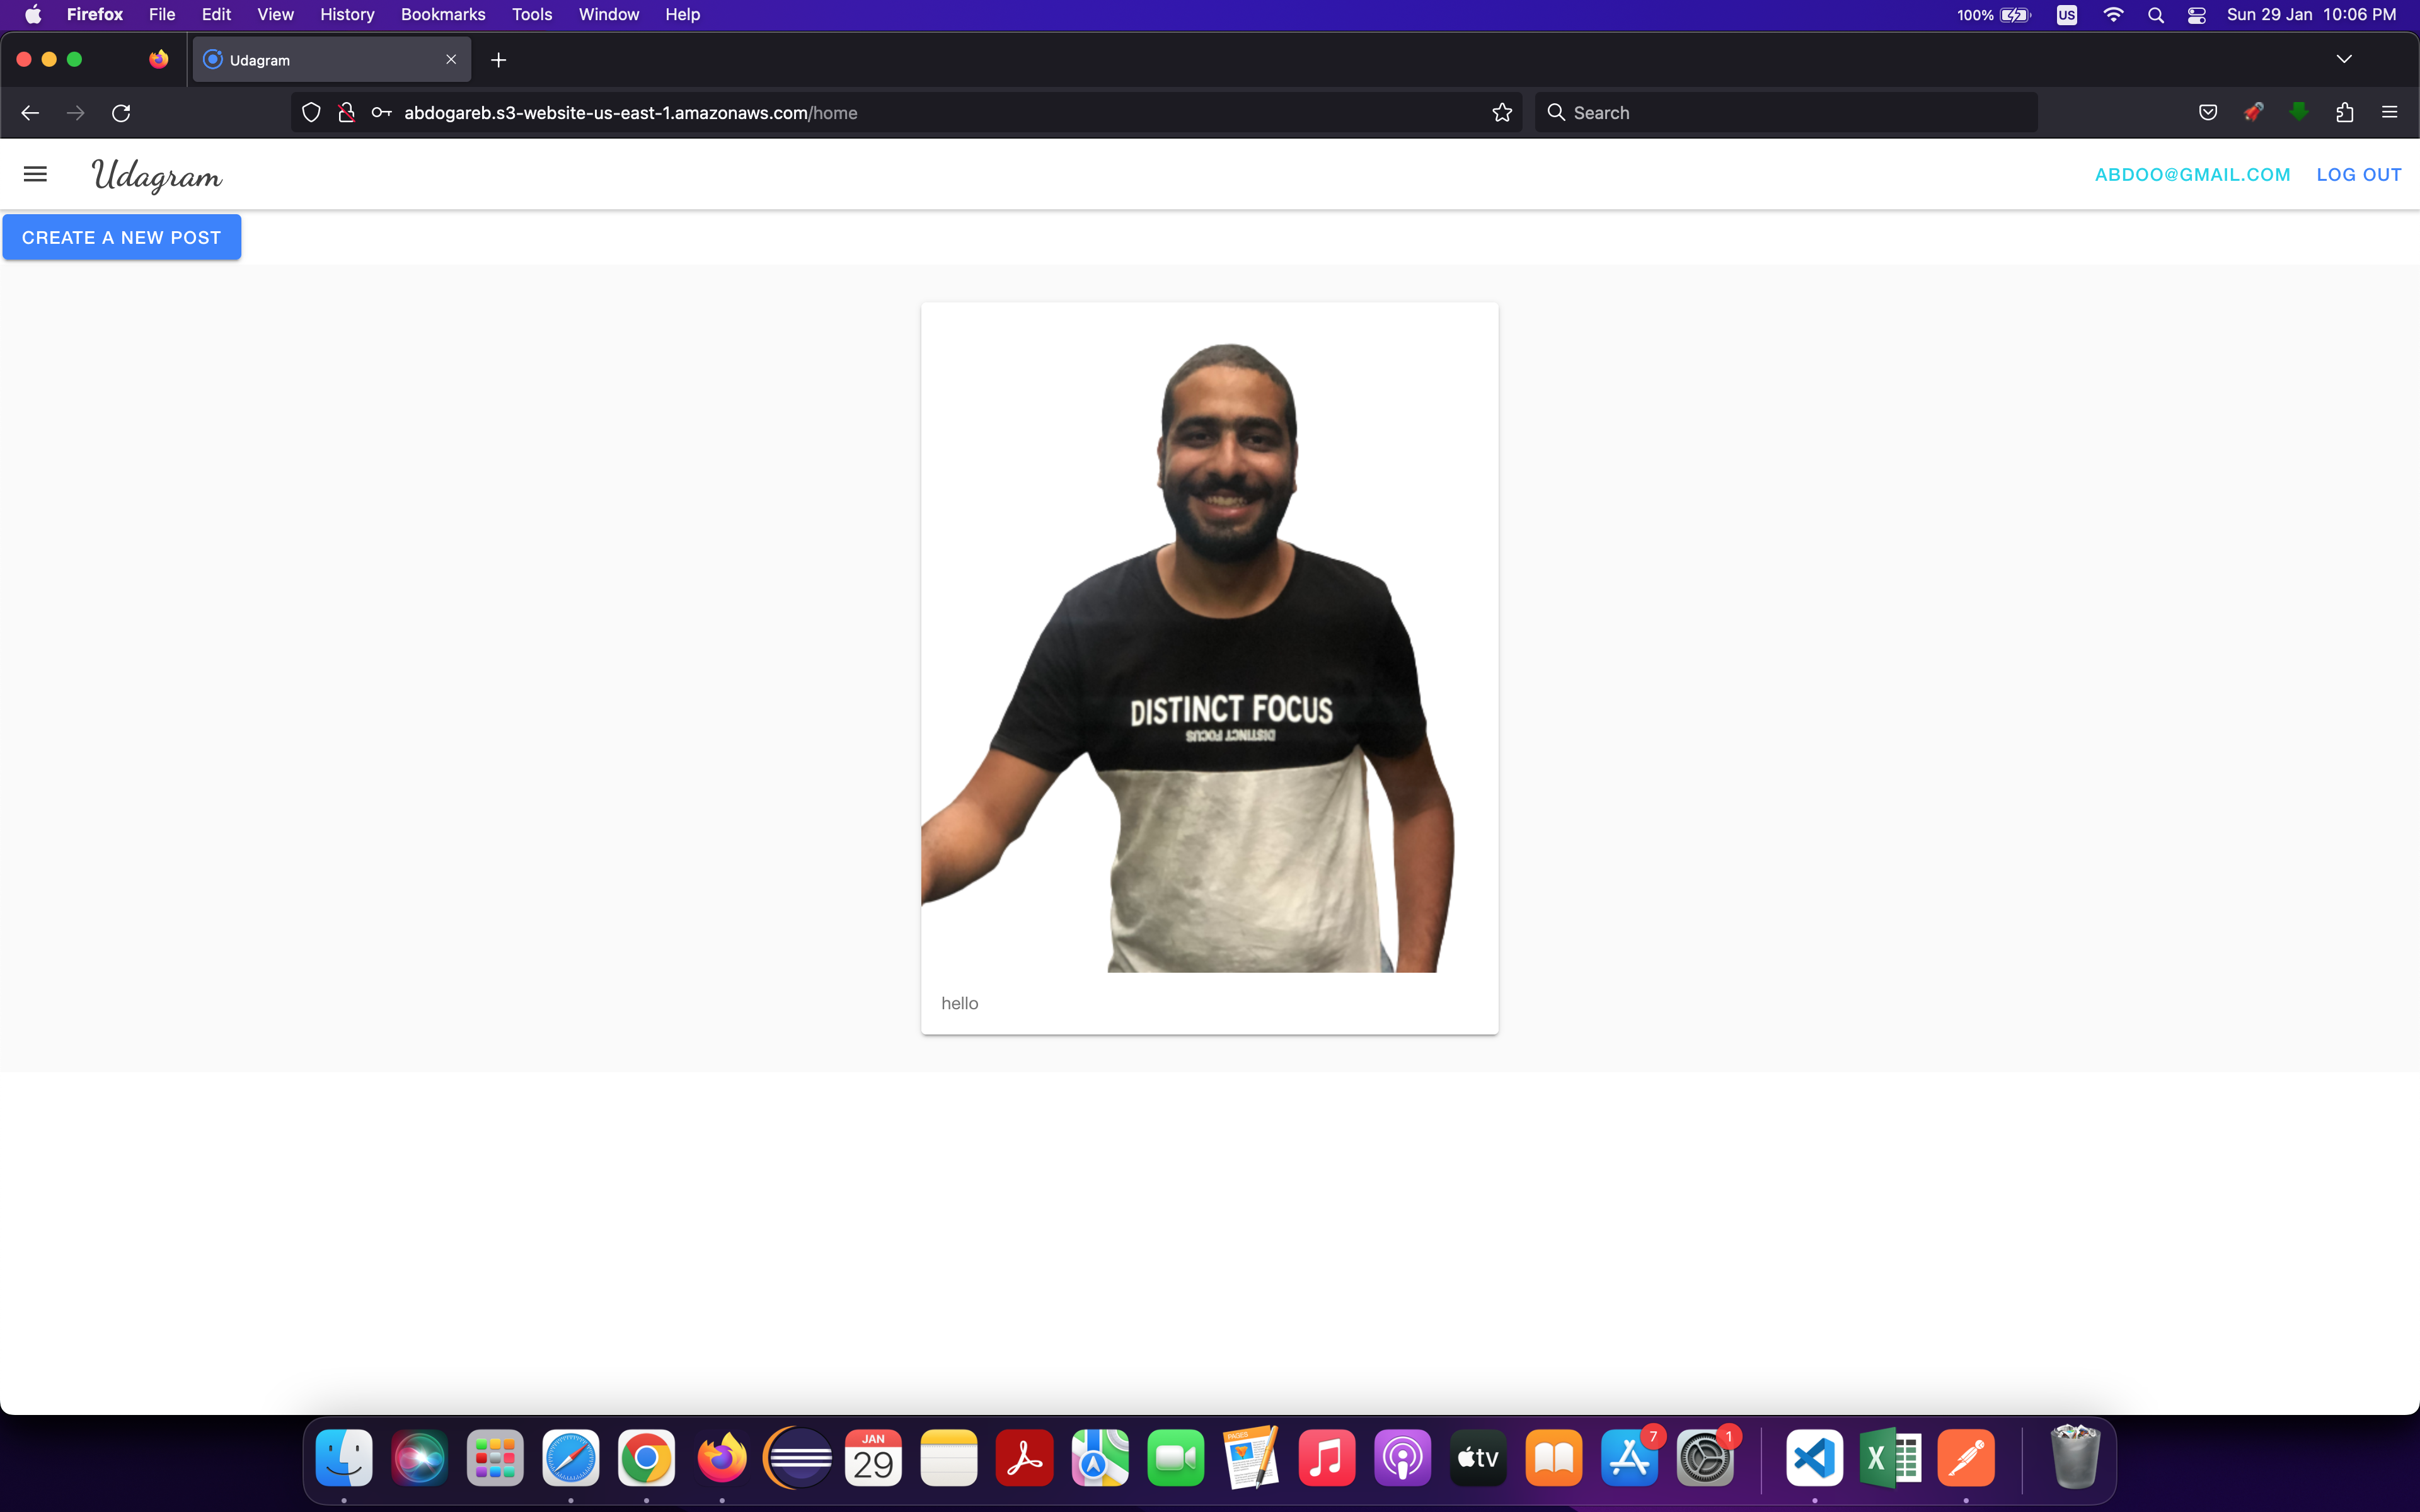 Firefox File Edit View History Bookmarks Tools Window Help 100% US Sun 29 Jan 10:06 PM
Udagram
abdogareb.s3-website-us-east-1.amazonaws.com/home Search
Udagram ABDOO@GMAIL.COM LOG OUT
CREATE A NEW POST
DISTINCT FOCUS
DISTINCT FOCUS
hello
JAN
29
PAGES
tv
7
1
X